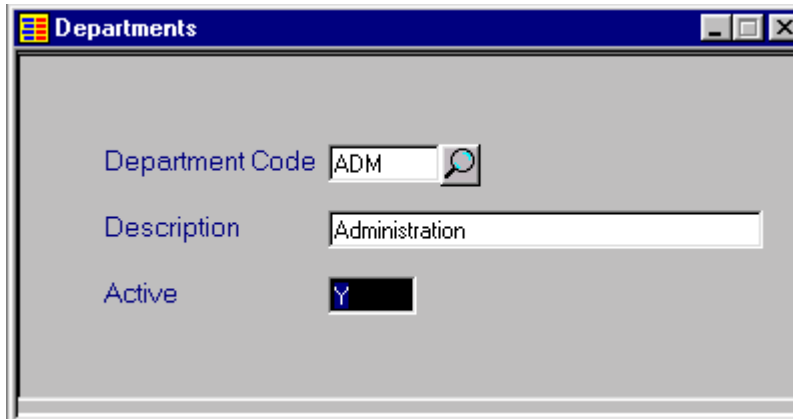 Departments
Department Code ADM
Description Administration
Active Y